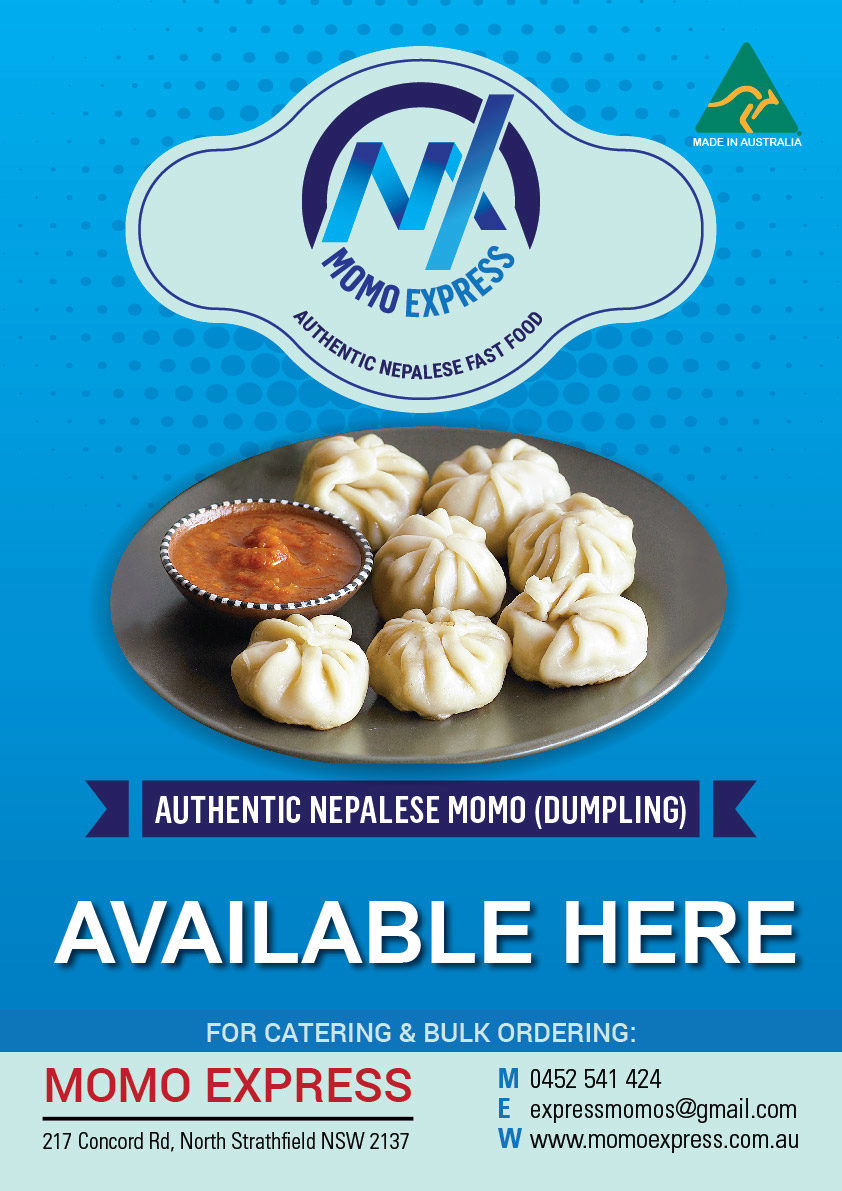 MADE IN AUSTRALIA
MOMO EXPRESS
AUTHENTIC NEPALESE FAST FOOD
AUTHENTIC NEPALESE MOMO (DUMPLING)
AVAILABLE HERE
FOR CATERING & BULK ORDERING:
MOMO EXPRESS
217 Concord Rd, North Strathfield NSW 2137
M 0452 541 424
E expressmomos@gmail.com
W www.momoexpress.com.au